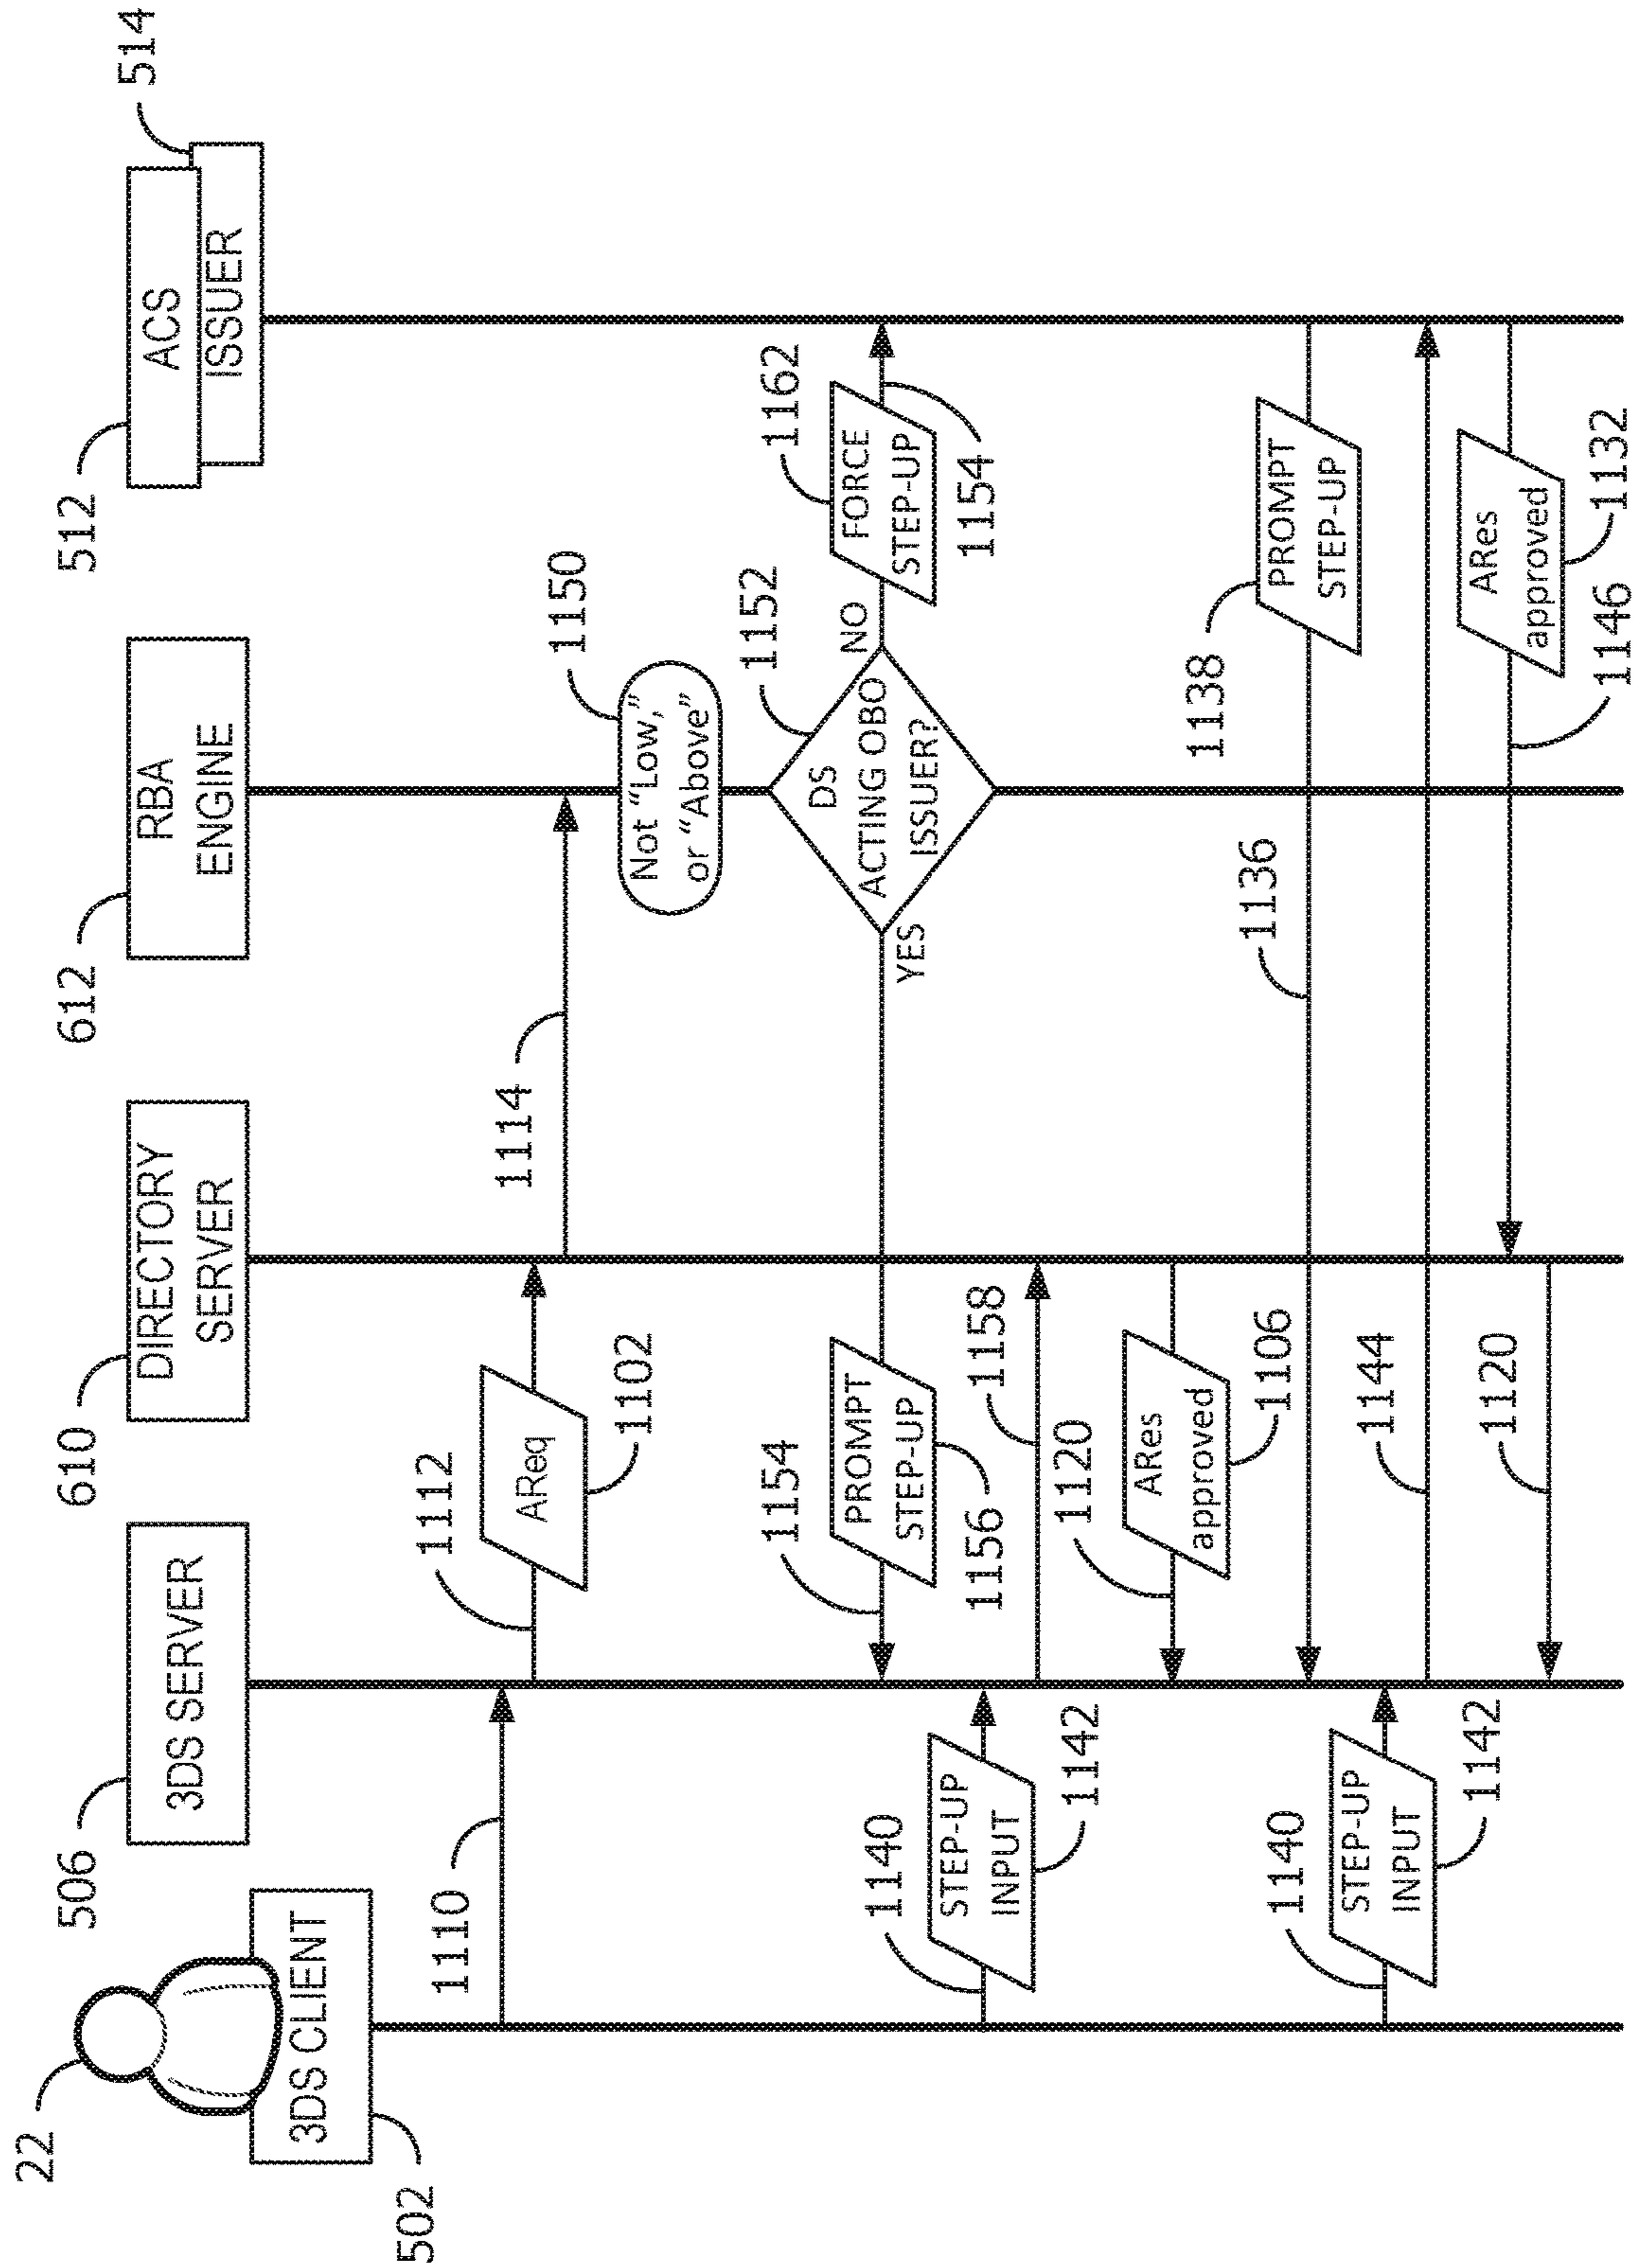 22
3DS CLIENT
502
506
3DS SERVER
610
DIRECTORY
SERVER
612
RBA
ENGINE
512
ACS
ISSUER
514
1110
1112
AReq
1102
1114
Not “Low,”
or “Above”
1150
DS
ACTING OBO
ISSUER?
1152
YES
NO
FORCE
STEP-UP
1162
1154
1154
PROMPT
STEP-UP
1156
1140
STEP-UP
INPUT
1142
1158
1120
ARes
approved
1106
1136
1138
PROMPT
STEP-UP
1140
STEP-UP
INPUT
1142
1144
1146
ARes
approved
1132
1120